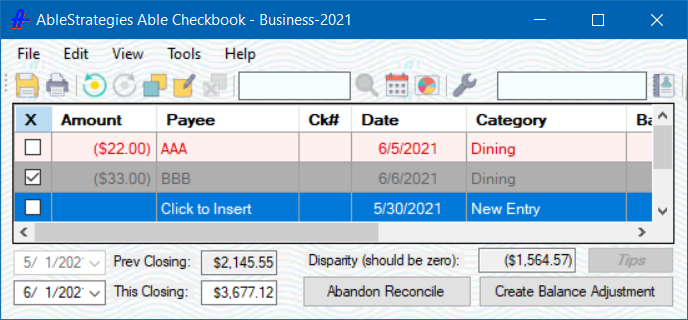 AbleStrategies Able Checkbook - Business-2021
File Edit View Tools Help
X Amount Payee Ck# Date Category Ba
($22.00) AAA 6/5/2021 Dining
($33.00) BBB 6/6/2021 Dining
Click to Insert 5/30/2021 New Entry
5/ 1/202 Prev Closing: $2,145.55 Disparity (should be zero): ($1,564.57) Tips
6/ 1/202 This Closing: $3,677.12 Abandon Reconcile Create Balance Adjustment